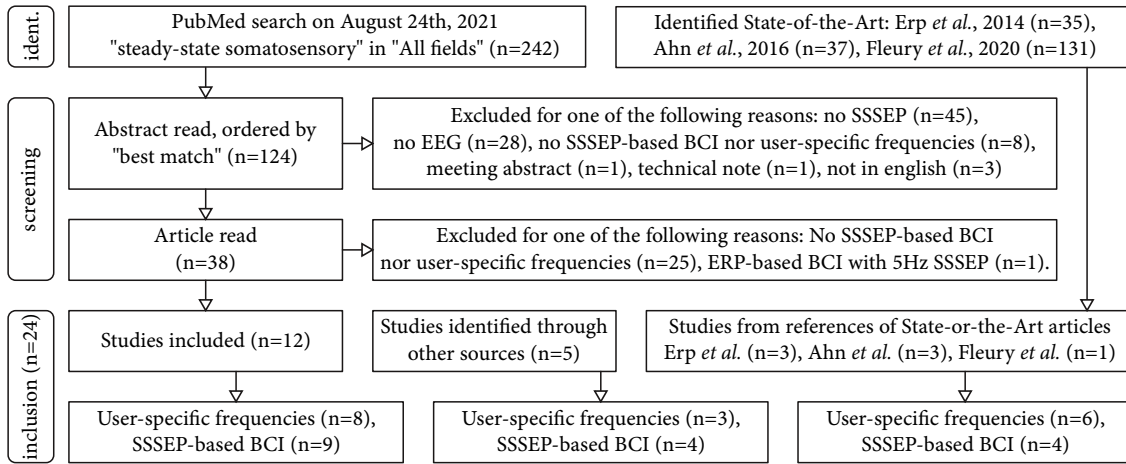 ident.
PubMed search on August 24th, 2021
"steady-state somatosensory" in "All fields" (n=242)
Identified State-of-the-Art: Erp et al., 2014 (n=35),
Ahn et al., 2016 (n=37), Fleury et al., 2020 (n=131)
screening
Abstract read, ordered by
"best match" (n=124)
Excluded for one of the following reasons: no SSSEP (n=45),
no EEG (n=28), no SSSEP-based BCI nor user-specific frequencies (n=8),
meeting abstract (n=1), technical note (n=1), not in english (n=3)
Article read
(n=38)
Excluded for one of the following reasons: No SSSEP-based BCI
nor user-specific frequencies (n=25), ERP-based BCI with 5Hz SSSEP (n=1).
inclusion (n=24)
Studies included (n=12)
Studies identified through
other sources (n=5)
Studies from references of State-or-the-Art articles
Erp et al. (n=3), Ahn et al. (n=3), Fleury et al. (n=1)
User-specific frequencies (n=8),
SSSEP-based BCI (n=9)
User-specific frequencies (n=3),
SSSEP-based BCI (n=4)
User-specific frequencies (n=6),
SSSEP-based BCI (n=4)